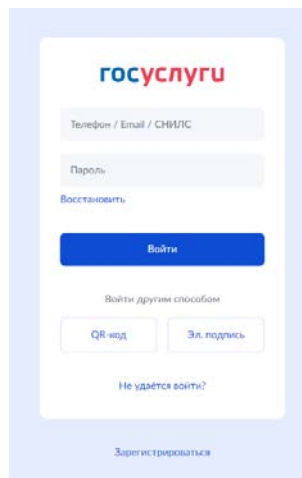 госуслуги
Телефон / Email / СНИЛС
Пароль
Восстановить
Войти
Войти другим способом
QR-код
Эл. подпись
Не удаётся войти?
Зарегистрироваться